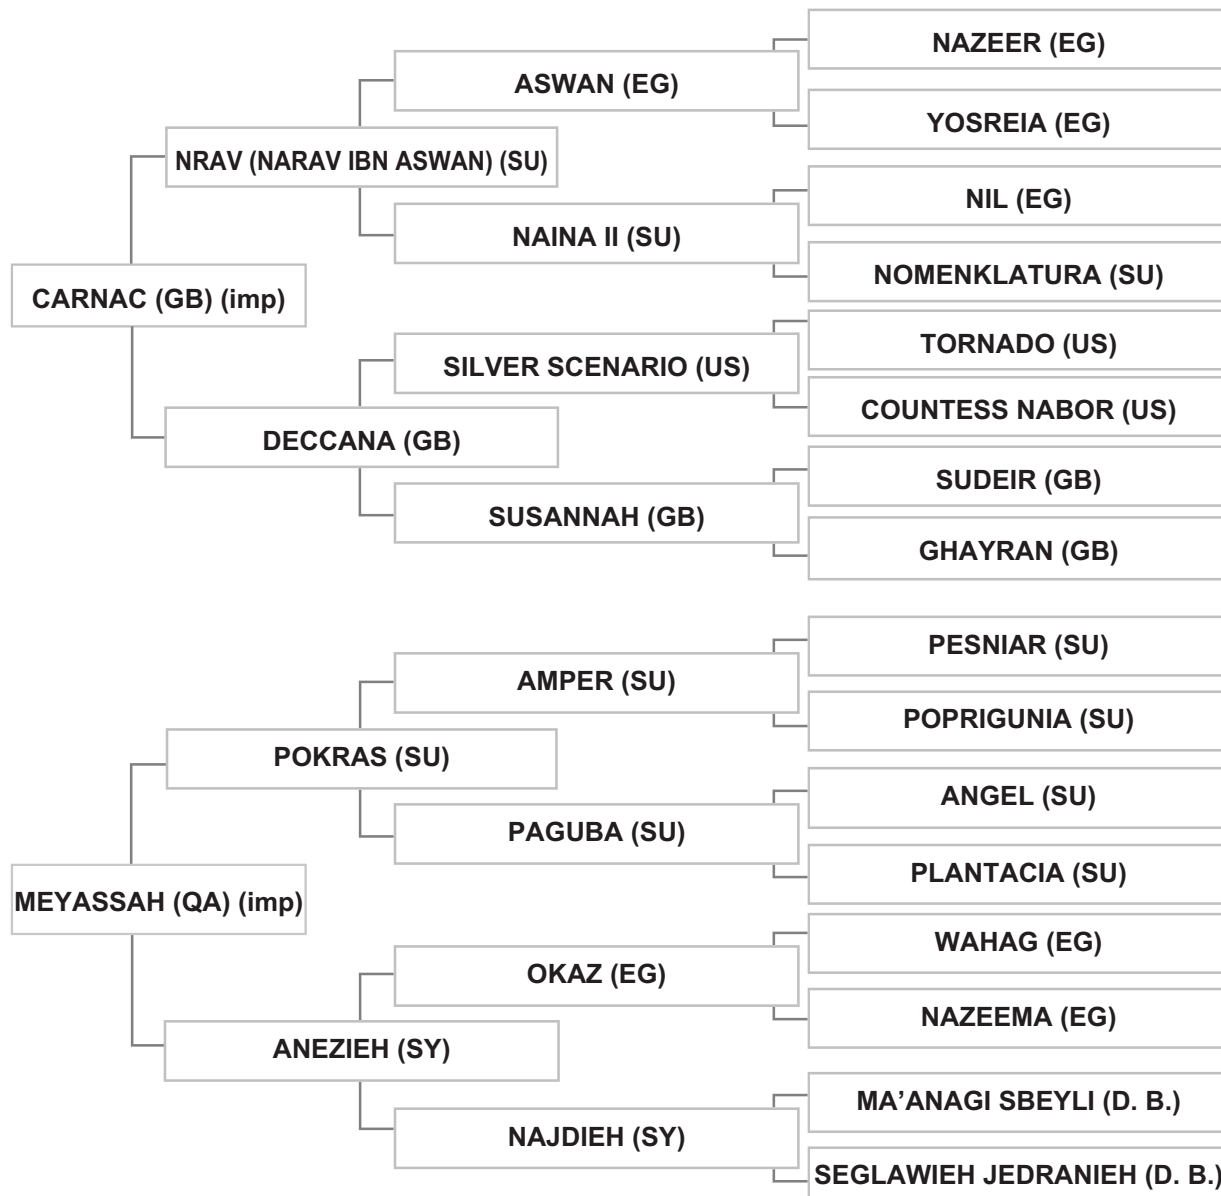 NAZEER (EG)
ASWAN (EG)
YOSREIA (EG)
NRAV (NARAV IBN ASWAN) (SU)
NIL (EG)
NAINA II (SU)
NOMENKLATURA (SU)
CARNAC (GB) (imp)
TORNADO (US)
SILVER SCENARIO (US)
COUNTESS NABOR (US)
DECCANA (GB)
SUDEIR (GB)
SUSANNAH (GB)
GHAYRAN (GB)
PESNIAR (SU)
AMPER (SU)
POPRIGUNIA (SU)
POKRAS (SU)
ANGEL (SU)
PAGUBA (SU)
PLANTACIA (SU)
MEYASSAH (QA) (imp)
WAHAG (EG)
OKAZ (EG)
NAZEEMA (EG)
ANEZIEH (SY)
MA’ANAGI SBEYLI (D. B.)
NAJDIEH (SY)
SEGLAWIEH JEDRANIEH (D. B.)